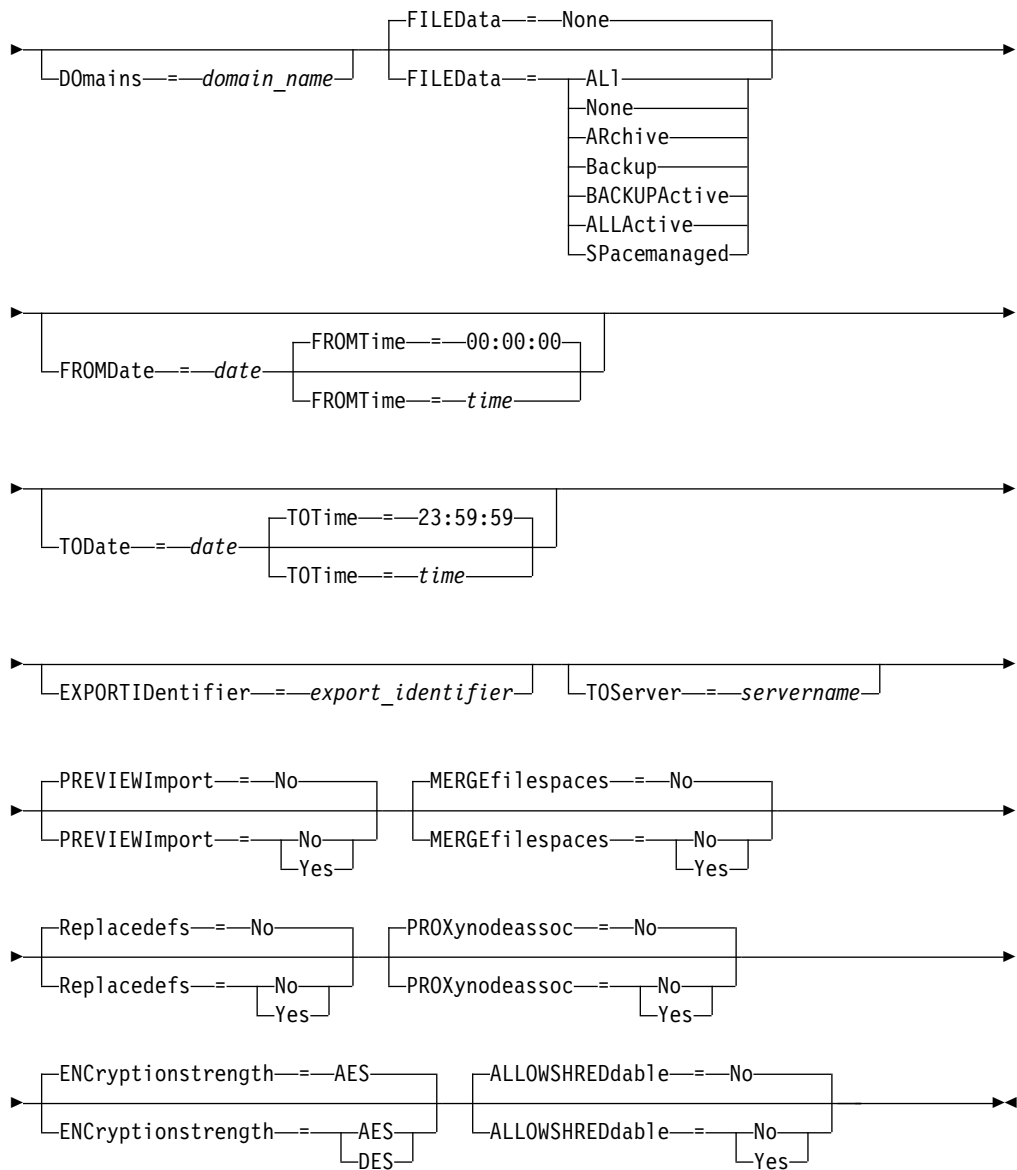 FILEData = None
DOmains = domain_name FILEData = ALl
None
ARchive
Backup
BACKUPActive
ALLActive
SPacemanaged
FROMTime = 00:00:00
FROMDate = date
FROMTime = time
TOTime = 23:59:59
TODate = date
TOTime = time
EXPORTIDentifier = export_identifier TOServer = servername
PREVIEWImport = No MERGEfilespaces = No
PREVIEWImport = No MERGEfilespaces = No
Yes Yes
Replacedefs = No PROXynodeassoc = No
Replacedefs = No PROXynodeassoc = No
Yes Yes
ENCryptionstrength = AES ALLOWSHREDdable = No
ENCryptionstrength = AES ALLOWSHREDdable = No
DES Yes